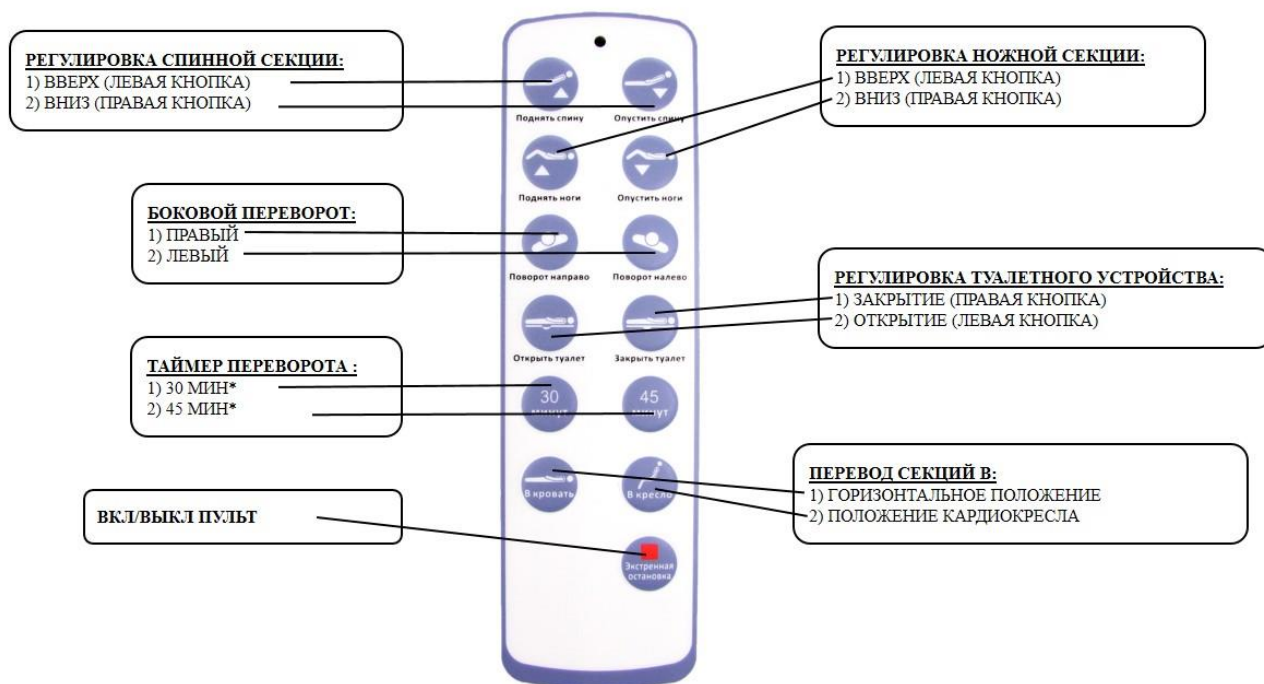 РЕГУЛИРОВКА СПИННОЙ СЕКЦИИ:
1) ВВЕРХ (ЛЕВАЯ КНОПКА)
2) ВНИЗ (ПРАВАЯ КНОПКА)
РЕГУЛИРОВКА НОЖНОЙ СЕКЦИИ:
1) ВВЕРХ (ЛЕВАЯ КНОПКА)
2) ВНИЗ (ПРАВАЯ КНОПКА)
Поднять спину
Опустить спину
Поднять ноги
Опустить ноги
БОКОВОЙ ПЕРЕВОРОТ:
1) ПРАВЫЙ
2) ЛЕВЫЙ
Поворот направо
Поворот налево
РЕГУЛИРОВКА ТУАЛЕТНОГО УСТРОЙСТВА:
1) ЗАКРЫТИЕ (ПРАВАЯ КНОПКА)
2) ОТКРЫТИЕ (ЛЕВАЯ КНОПКА)
Открыть туалет
Закрыть туалет
ТАЙМЕР ПЕРЕВОРОТА :
1) 30 МИН*
2) 45 МИН*
30
минут
45
минут
В кровать
В кресло
ПЕРЕВОД СЕКЦИЙ В:
1) ГОРИЗОНТАЛЬНОЕ ПОЛОЖЕНИЕ
2) ПОЛОЖЕНИЕ КАРДИОКРЕСЛА
ВКЛ/ВЫКЛ ПУЛЬТ
Экстренная
остановка